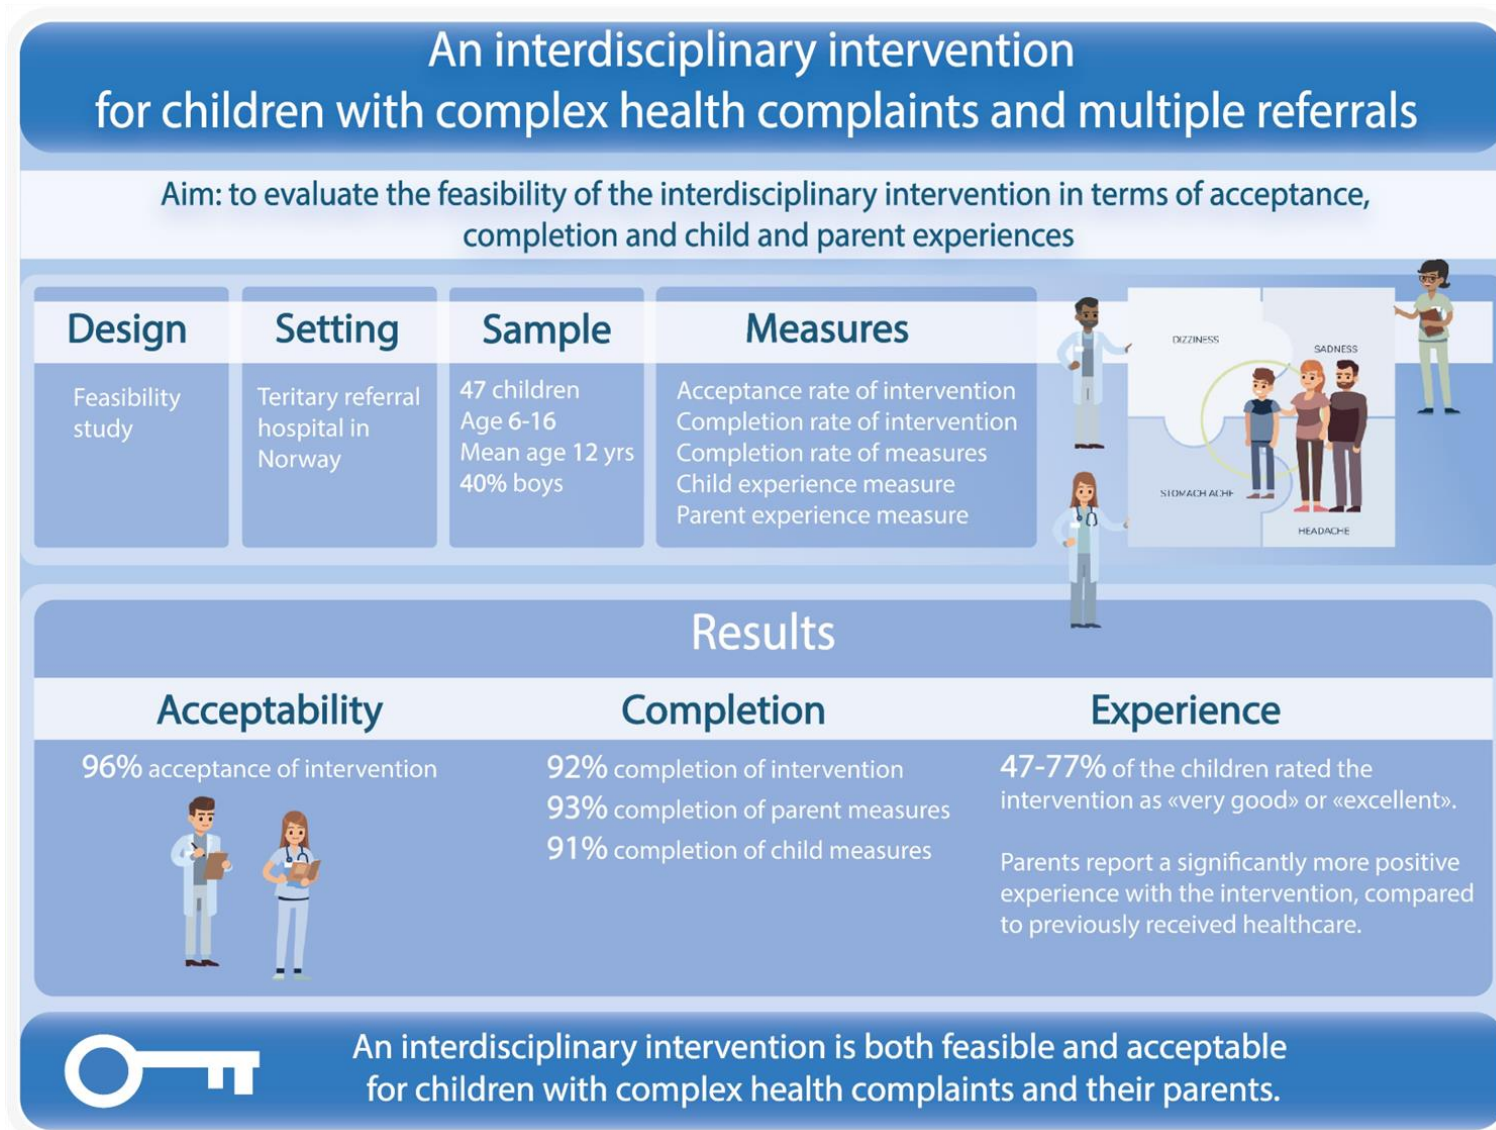 An interdisciplinary intervention
for children with complex health complaints and multiple referrals
Aim: to evaluate the feasibility of the interdisciplinary intervention in terms of acceptance,
completion and child and parent experiences
Design
Feasibility
study
Setting
Teritary referral
hospital in
Norway
Sample
47 children
Age 6-16
Mean age 12 yrs
40% boys
Measures
Acceptance rate of intervention
Completion rate of intervention
Completion rate of measures
Child experience measure
Parent experience measure
DIZZINESS
SADNESS
STOMACH ACHE
HEADACHE
Results
Acceptability
96% acceptance of intervention
Completion
92% completion of intervention
93% completion of parent measures
91% completion of child measures
Experience
47-77% of the children rated the
intervention as «very good» or «excellent».
Parents report a significantly more positive
experience with the intervention, compared
to previously received healthcare.
An interdisciplinary intervention is both feasible and acceptable
for children with complex health complaints and their parents.